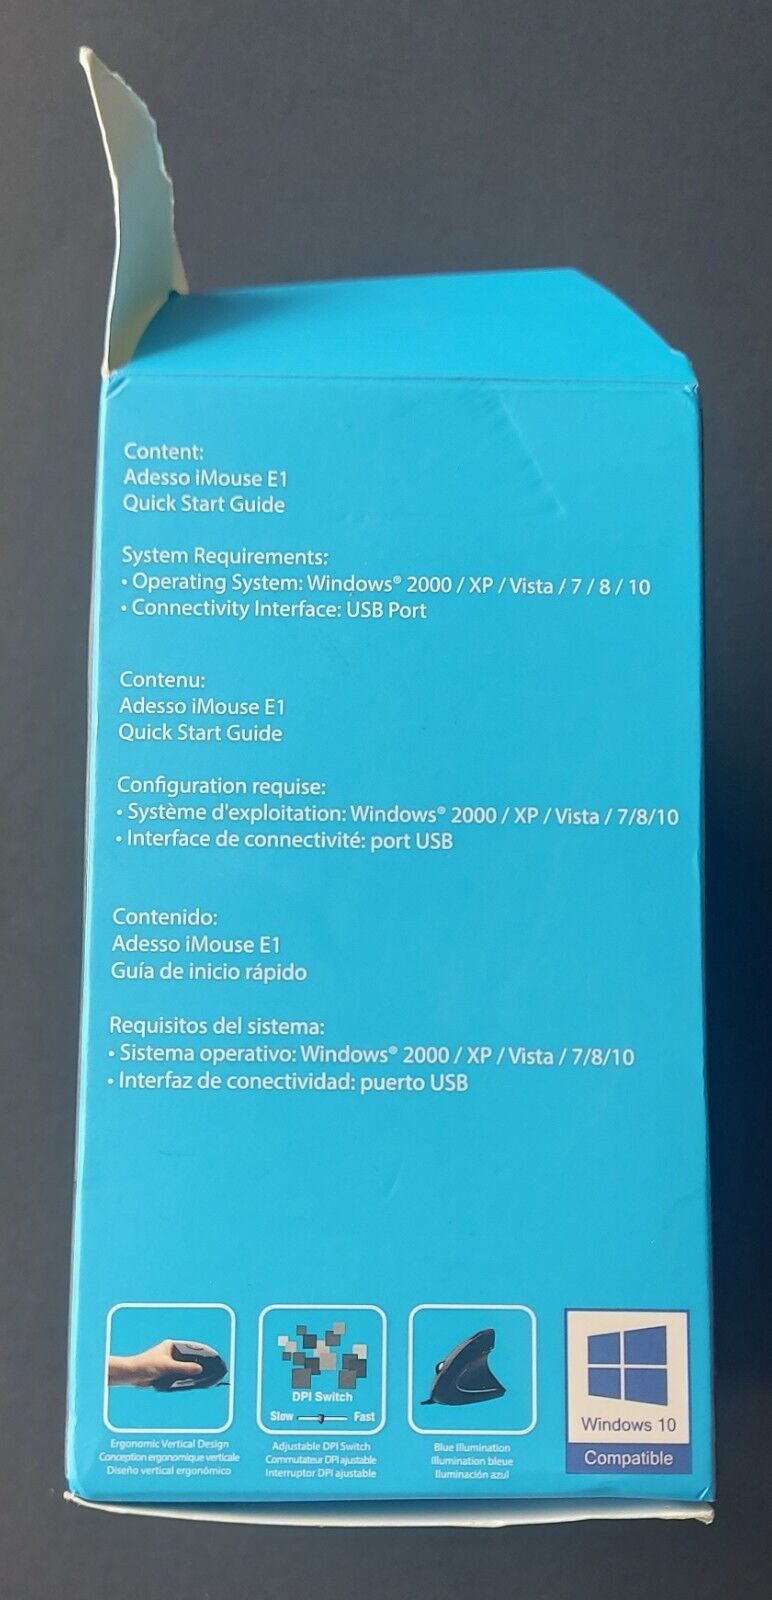 Content:
Adesso iMouse E1
Quick Start Guide
System Requirements:
• Operating System: Windows® 2000 / XP / Vista / 7 / 8 / 10
• Connectivity Interface: USB Port
Contenu:
Adesso iMouse E1
Quick Start Guide
Configuration requise:
• Système d'exploitation: Windows® 2000 / XP / Vista / 7/8/10
• Interface de connectivité: port USB
Contenido:
Adesso iMouse E1
Guía de inicio rápido
Requisitos del sistema:
• Sistema operativo: Windows® 2000 / XP / Vista / 7/8/10
• Interfaz de conectividad: puerto USB
Ergonomic Vertical Design
Conception ergonomique verticale
Diseño vertical ergonómico
DPI Switch
Slow Fast
Adjustable DPI Switch
Commutateur DPI ajustable
Interruptor DPI ajustable
Blue Illumination
Illumination bleue
Iluminación azul
Windows 10
Compatible